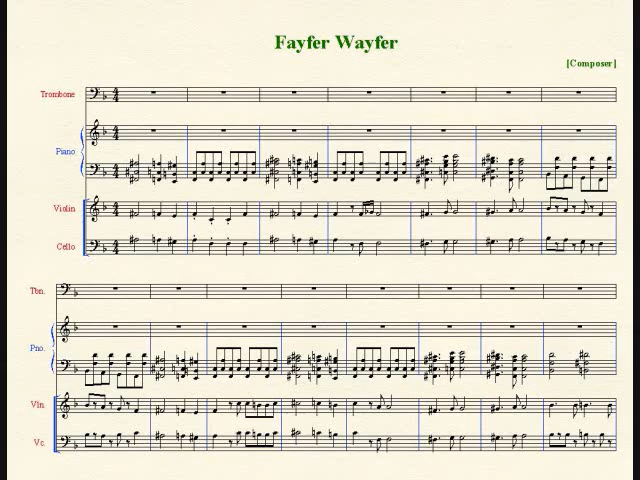 Fayfer Wayfer
[Composer]
Trombone
Piano
Violin
Cello
Tbn.
Pno.
Vln.
Vc.